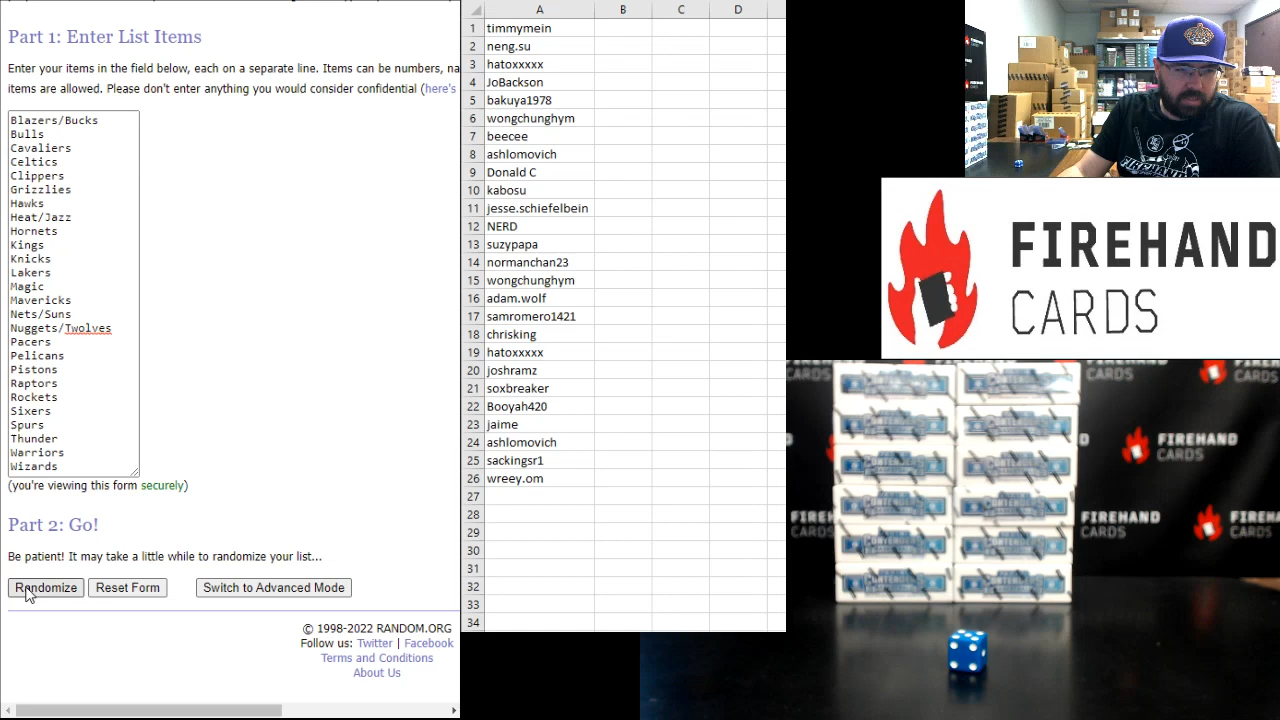 Part 1: Enter List Items
Enter your items in the field below, each on a separate line. Items can be numbers, na
items are allowed. Please don't enter anything you would consider confidential (here's
Blazers/Bucks
Bulls
Cavaliers
Celtics
Clippers
Grizzlies
Hawks
Heat/Jazz
Hornets
Kings
Knicks
Lakers
Magic
Mavericks
Nets/Suns
Nuggets/Twolves
Pacers
Pelicans
Pistons
Raptors
Rockets
Sixers
Spurs
Thunder
Warriors
Wizards
(you're viewing this form securely)
Part 2: Go!
Be patient! It may take a little while to randomize your list...
Randomize
Reset Form
Switch to Advanced Mode
© 1998-2022 RANDOM.ORG
Follow us: Twitter | Facebook
Terms and Conditions
About Us
A B C D
1 timmymein
2 neng.su
3 hatoxxxxx
4 JoBackson
5 bakuya1978
6 wongchunghym
7 beecee
8 ashlomovich
9 Donald C
10 kabosu
11 jesse.schiefelbein
12 NERD
13 suzypapa
14 normanchan23
15 wongchunghym
16 adam.wolf
17 samromero1421
18 chrisking
19 hatoxxxxx
20 joshramz
21 soxbreaker
22 Booyah420
23 jaime
24 ashlomovich
25 sackingsr1
26 wreey.om
27
28
29
30
31
32
33
34
FIREHAND
CARDS
FIREHAND
CARDS
FIREHAND
CARDS